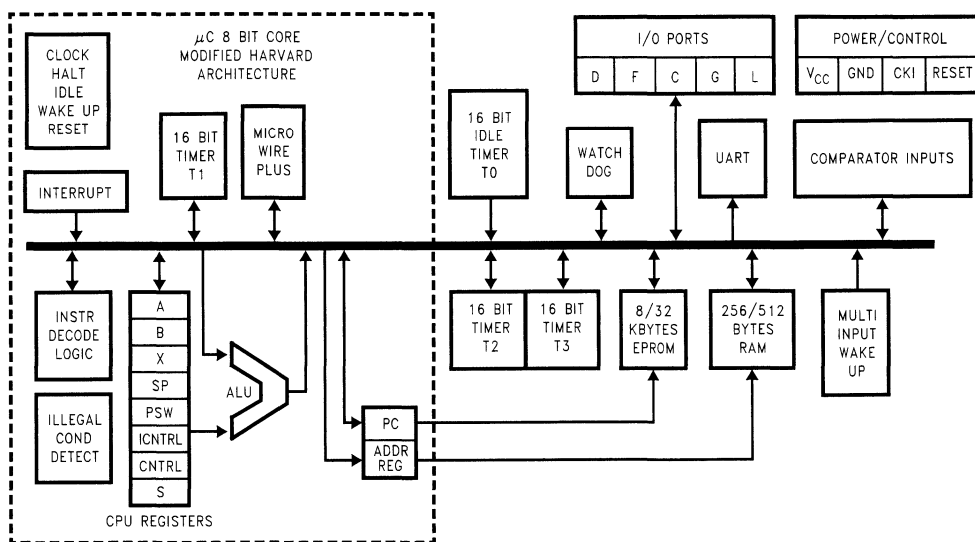 µC 8 BIT CORE
MODIFIED HARVARD
ARCHITECTURE
CLOCK
HALT
IDLE
WAKE UP
RESET
INTERRUPT
16 BIT
TIMER
T1
MICRO
WIRE
PLUS
16 BIT
IDLE
TIMER
T0
WATCH
DOG
I/O PORTS
D F C G L
UART
POWER/CONTROL
VCC GND CKI RESET
COMPARATOR INPUTS
INSTR
DECODE
LOGIC
ILLEGAL
COND
DETECT
A
B
X
SP
PSW
ICNTRL
CNTRL
S
CPU REGISTERS
ALU
PC
ADDR
REG
16 BIT
TIMER
T2
16 BIT
TIMER
T3
8/32
KBYTES
EPROM
256/512
BYTES
RAM
MULTI
INPUT
WAKE
UP